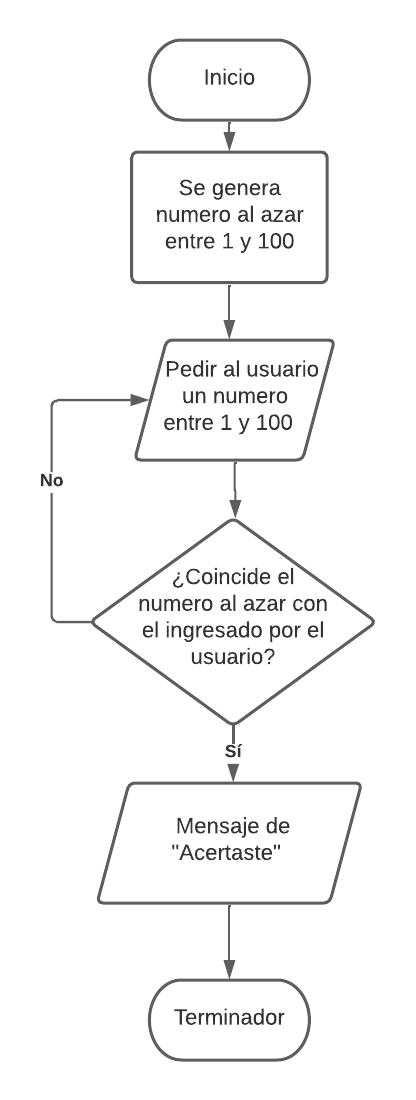 Inicio
Se genera
numero al azar
entre 1 y 100
Pedir al usuario
un numero
entre 1 y 100
No
¿Coincide el
numero al azar con
el ingresado por el
usuario?
Sí
Mensaje de
"Acertaste"
Terminador